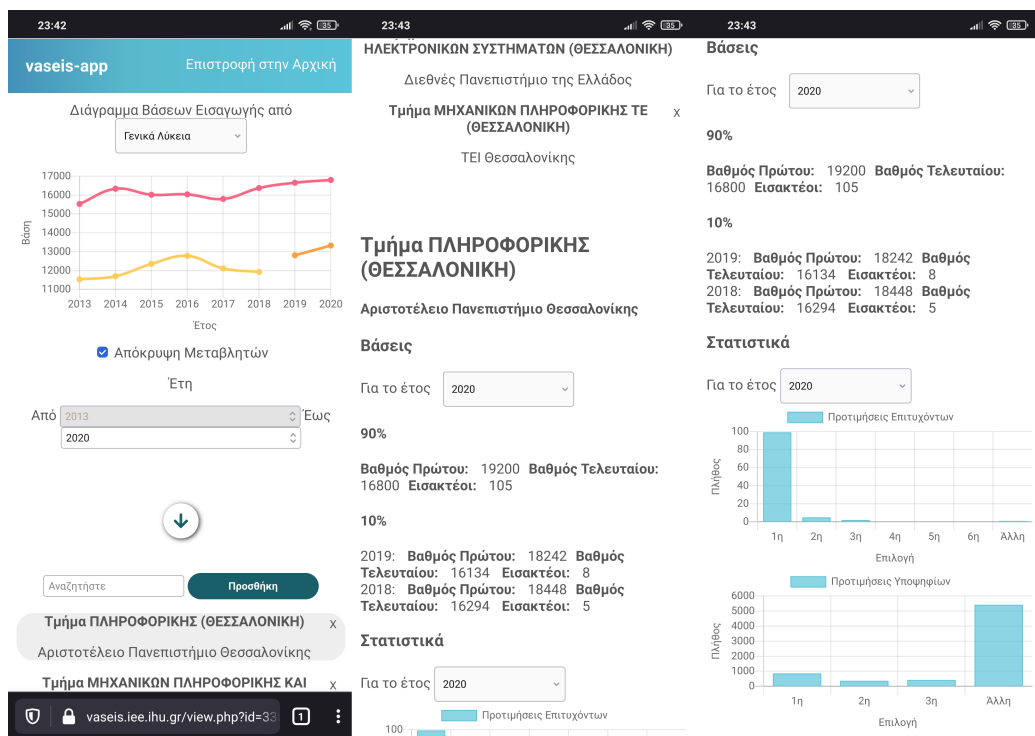 23:42
35
vaseis-app
Επιστροφή στην Αρχική
Διάγραμμα Βάσεων Εισαγωγής από
Γενικά Λύκεια
17000
16000
15000
14000
13000
12000
11000
Βάση
2013 2014 2015 2016 2017 2018 2019 2020
Έτος
Απόκρυψη Μεταβλητών
Έτη
Από 2013 Έως
2020
Αναζητήστε
Προσθήκη
Τμήμα ΠΛΗΡΟΦΟΡΙΚΗΣ (ΘΕΣΣΑΛΟΝΙΚΗ) x
Αριστοτέλειο Πανεπιστήμιο Θεσσαλονίκης
Τμήμα ΜΗΧΑΝΙΚΩΝ ΠΛΗΡΟΦΟΡΙΚΗΣ ΚΑΙ x
vaseis.iee.ihu.gr/view.php?id=33
1
23:43
35
ΗΛΕΚΤΡΟΝΙΚΩΝ ΣΥΣΤΗΜΑΤΩΝ (ΘΕΣΣΑΛΟΝΙΚΗ)
Διεθνές Πανεπιστήμιο της Ελλάδος
Τμήμα ΜΗΧΑΝΙΚΩΝ ΠΛΗΡΟΦΟΡΙΚΗΣ ΤΕ x
(ΘΕΣΣΑΛΟΝΙΚΗ)
ΤΕΙ Θεσσαλονίκης
Τμήμα ΠΛΗΡΟΦΟΡΙΚΗΣ
(ΘΕΣΣΑΛΟΝΙΚΗ)
Αριστοτέλειο Πανεπιστήμιο Θεσσαλονίκης
Βάσεις
Για το έτος 2020
90%
Βαθμός Πρώτου: 19200 Βαθμός Τελευταίου:
16800 Εισακτέοι: 105
10%
2019: Βαθμός Πρώτου: 18242 Βαθμός
Τελευταίου: 16134 Εισακτέοι: 8
2018: Βαθμός Πρώτου: 18448 Βαθμός
Τελευταίου: 16294 Εισακτέοι: 5
Στατιστικά
Για το έτος 2020
Προτιμήσεις Επιτυχόντων
100
23:43
35
Βάσεις
Για το έτος 2020
90%
Βαθμός Πρώτου: 19200 Βαθμός Τελευταίου:
16800 Εισακτέοι: 105
10%
2019: Βαθμός Πρώτου: 18242 Βαθμός
Τελευταίου: 16134 Εισακτέοι: 8
2018: Βαθμός Πρώτου: 18448 Βαθμός
Τελευταίου: 16294 Εισακτέοι: 5
Στατιστικά
Για το έτος 2020
Προτιμήσεις Επιτυχόντων
100
80
60
40
20
0
Πλήθος
1η 2η 3η 4η 5η 6η Άλλη
Επιλογή
Προτιμήσεις Υποψηφίων
6000
5000
4000
3000
2000
1000
0
Πλήθος
1η 2η 3η Άλλη
Επιλογή